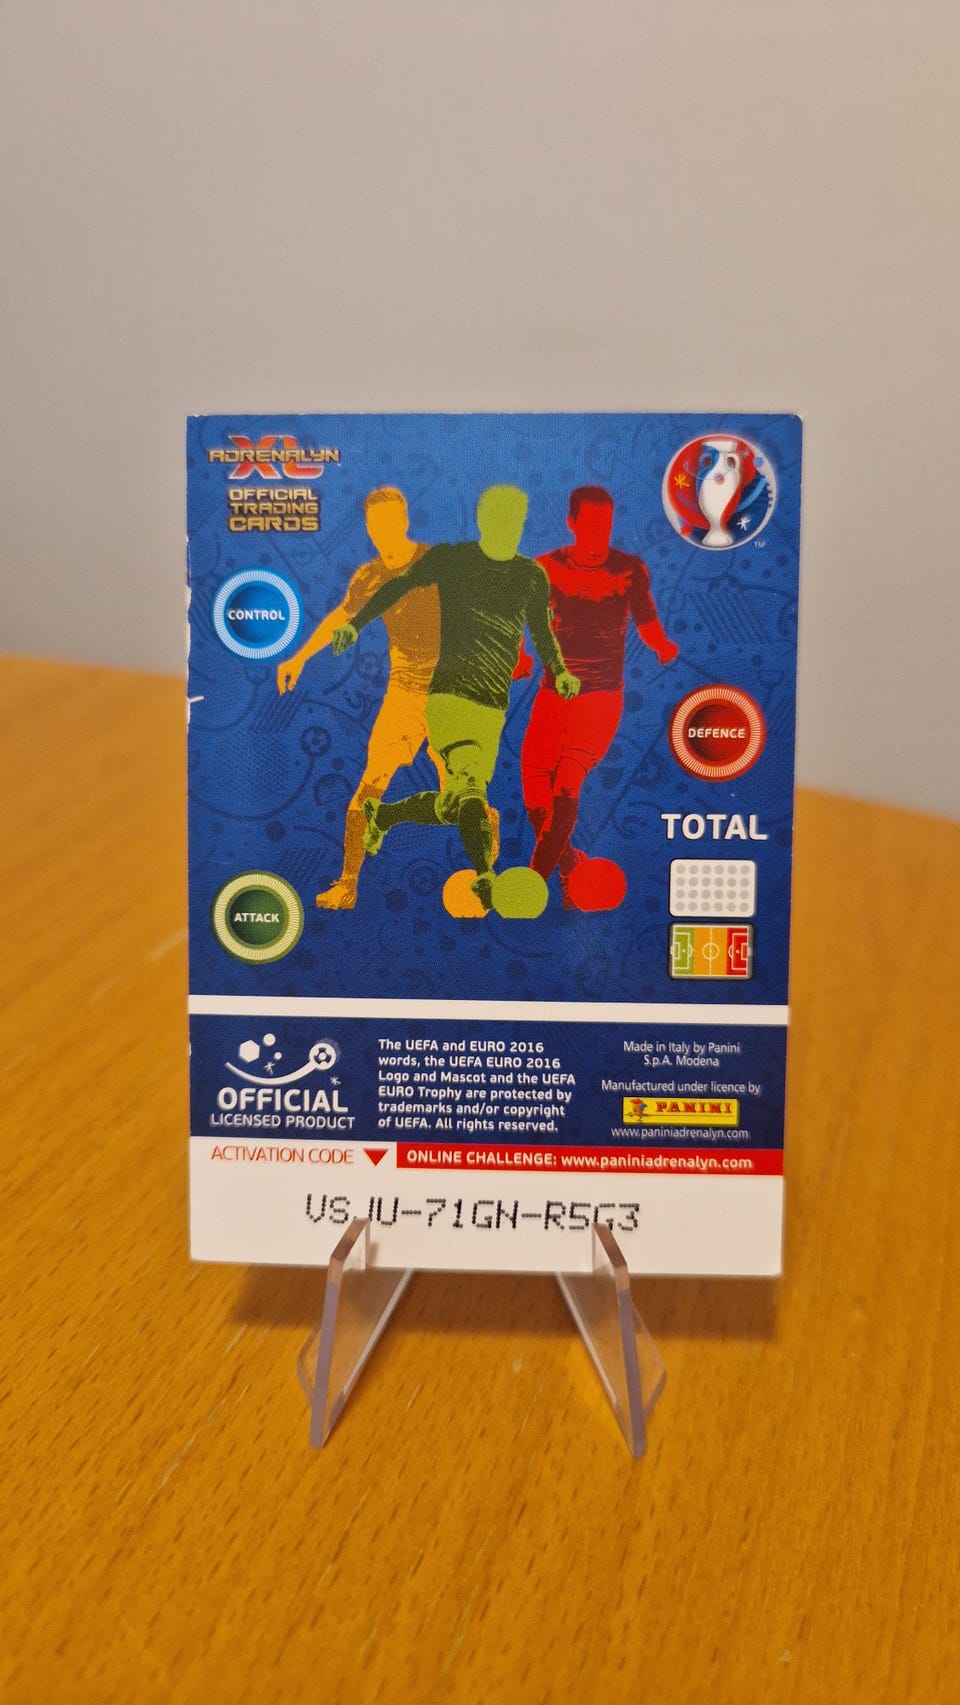 ADRENALYN XL
OFFICIAL
TRADING
CARDS
TM
CONTROL
DEFENCE
TOTAL
ATTACK
OFFICIAL
LICENSED PRODUCT
The UEFA and EURO 2016
words, the UEFA EURO 2016
Logo and Mascot and the UEFA
EURO Trophy are protected by
trademarks and/or copyright
of UEFA. All rights reserved.
Made in Italy by Panini
S.p.A. Modena
Manufactured under licence by
PANINI
www.paniniadrenalyn.com
ACTIVATION CODE
ONLINE CHALLENGE: www.paniniadrenalyn.com
VSJU-71GN-R5G3